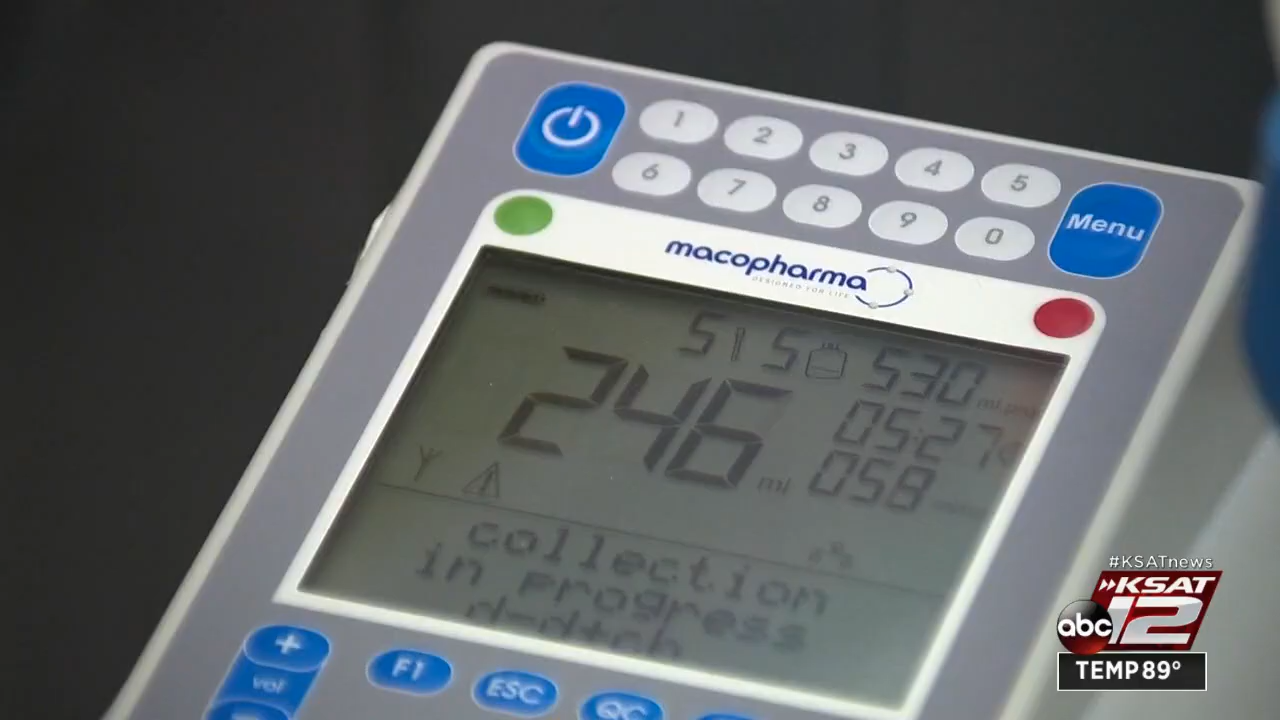 1 2 3 4 5
6 7 8 9 0
Menu
macopharma
DESIGNED FOR LIFE
S S 530
246 ml
05:27
058
collection
in progress
+
vol
F1
ESC
QC
#KSATnews
KSAT
abc 12
TEMP 89°